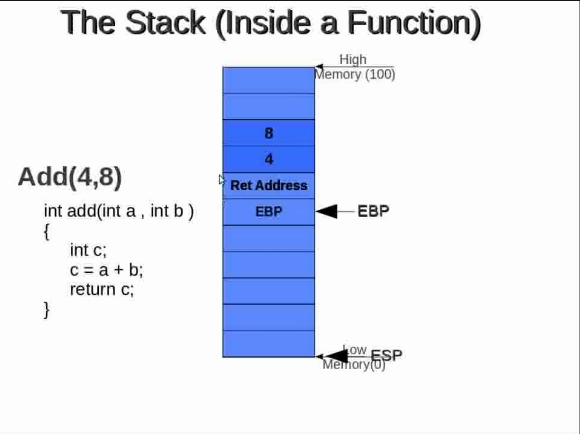 The Stack (Inside a Function)
High
Memory (100)
8
4
Add(4,8)
Ret Address
int add(int a , int b )
EBP
EBP
{
int c;
c = a + b;
return c;
}
Low
ESP
Memory(0)